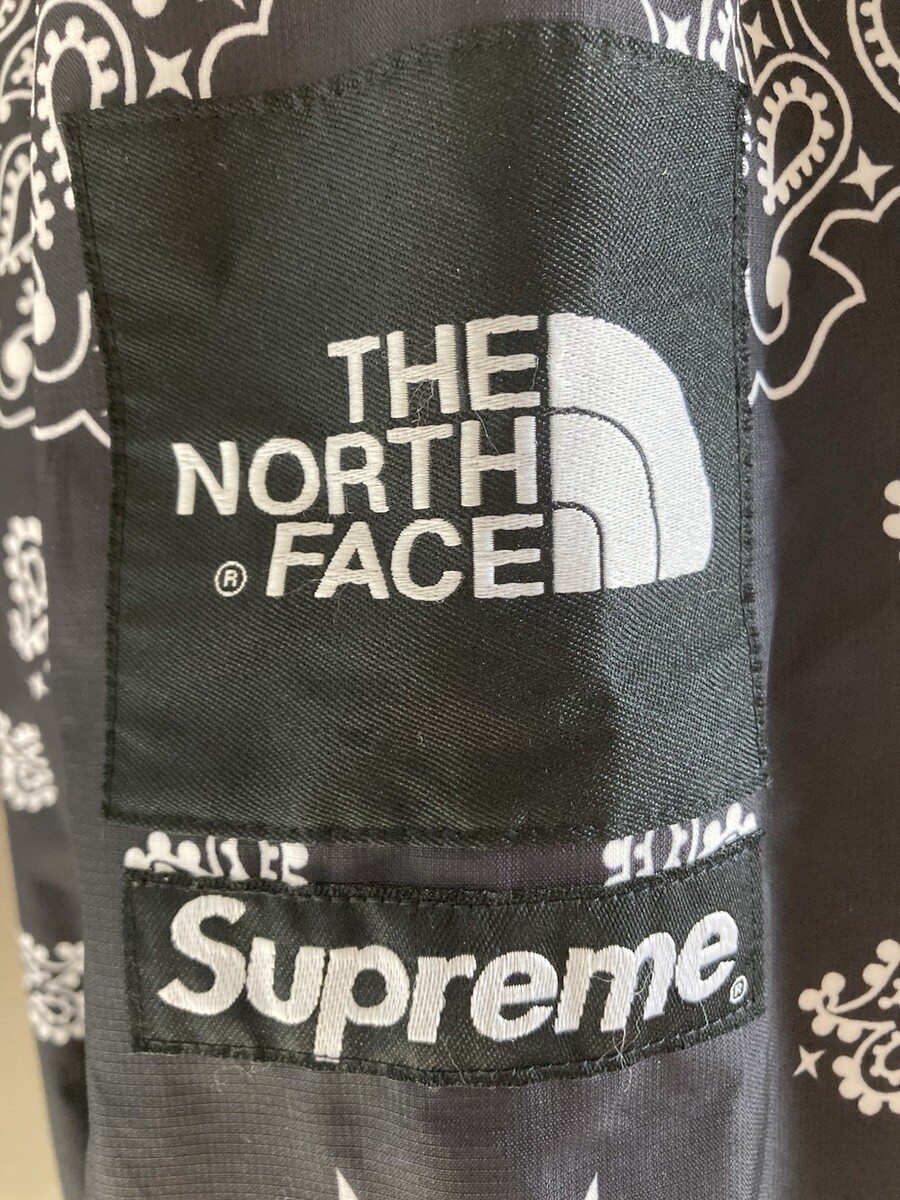 THE
NORTH
® FACE
Supreme®